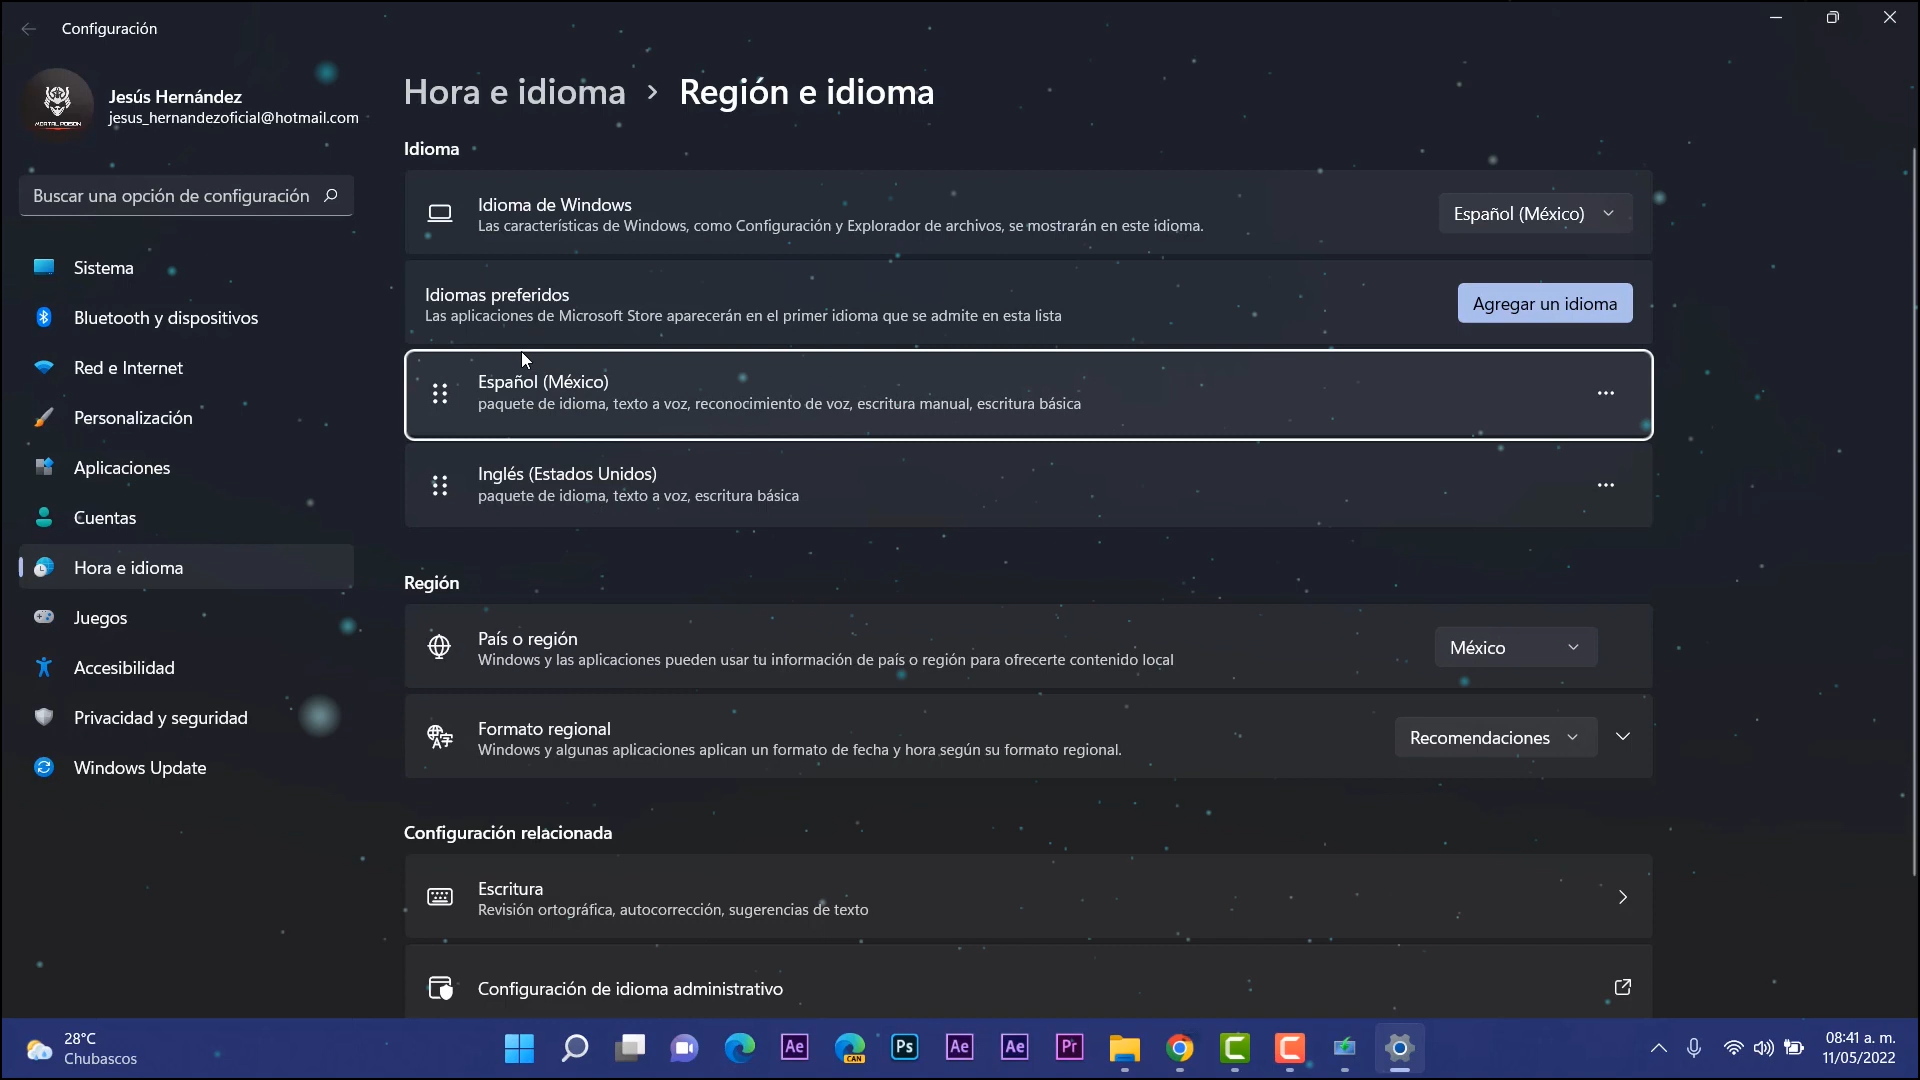 Configuración
Jesús Hernández
jesus_hernandezoficial@hotmail.com
Buscar una opción de configuración
Sistema
Bluetooth y dispositivos
Red e Internet
Personalización
Aplicaciones
Cuentas
Hora e idioma
Juegos
Accesibilidad
Privacidad y seguridad
Windows Update
Hora e idioma > Región e idioma
Idioma
Idioma de Windows
Las características de Windows, como Configuración y Explorador de archivos, se mostrarán en este idioma.
Español (México)
Idiomas preferidos
Las aplicaciones de Microsoft Store aparecerán en el primer idioma que se admite en esta lista
Agregar un idioma
Español (México)
paquete de idioma, texto a voz, reconocimiento de voz, escritura manual, escritura básica
Inglés (Estados Unidos)
paquete de idioma, texto a voz, escritura básica
Región
País o región
Windows y las aplicaciones pueden usar tu información de país o región para ofrecerte contenido local
México
Formato regional
Windows y algunas aplicaciones aplican un formato de fecha y hora según su formato regional.
Recomendaciones
Configuración relacionada
Escritura
Revisión ortográfica, autocorrección, sugerencias de texto
Configuración de idioma administrativo
28°C
Chubascos
Ae
CAN
Ps
Ae
Ae
Pr
08:41 a. m.
11/05/2022